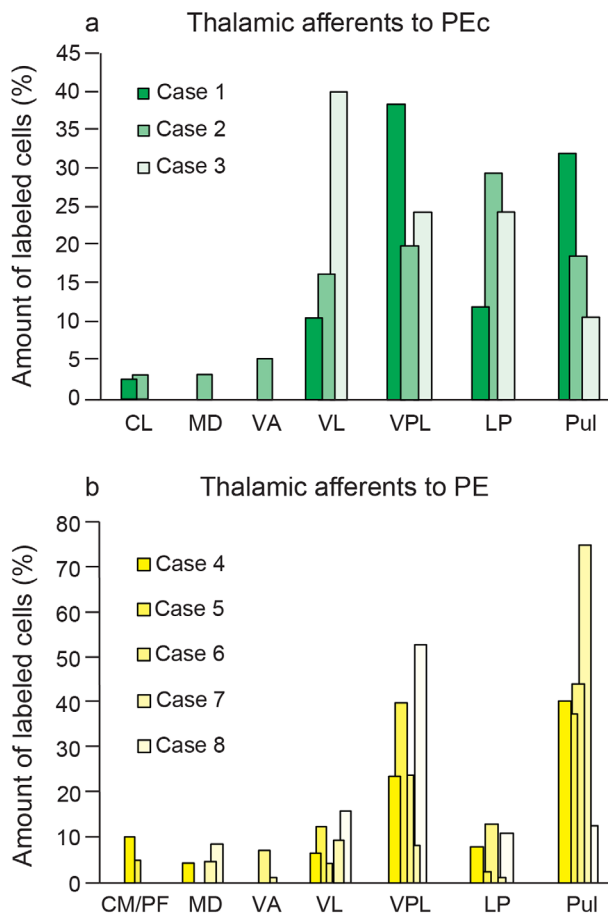 a Thalamic afferents to PEc
Amount of labeled cells (%)
45
40
35
30
25
20
15
10
5
0
Case 1
Case 2
Case 3
CL MD VA VL VPL LP Pul
b Thalamic afferents to PE
Amount of labeled cells (%)
80
70
60
50
40
30
20
10
0
Case 4
Case 5
Case 6
Case 7
Case 8
CM/PF MD VA VL VPL LP Pul